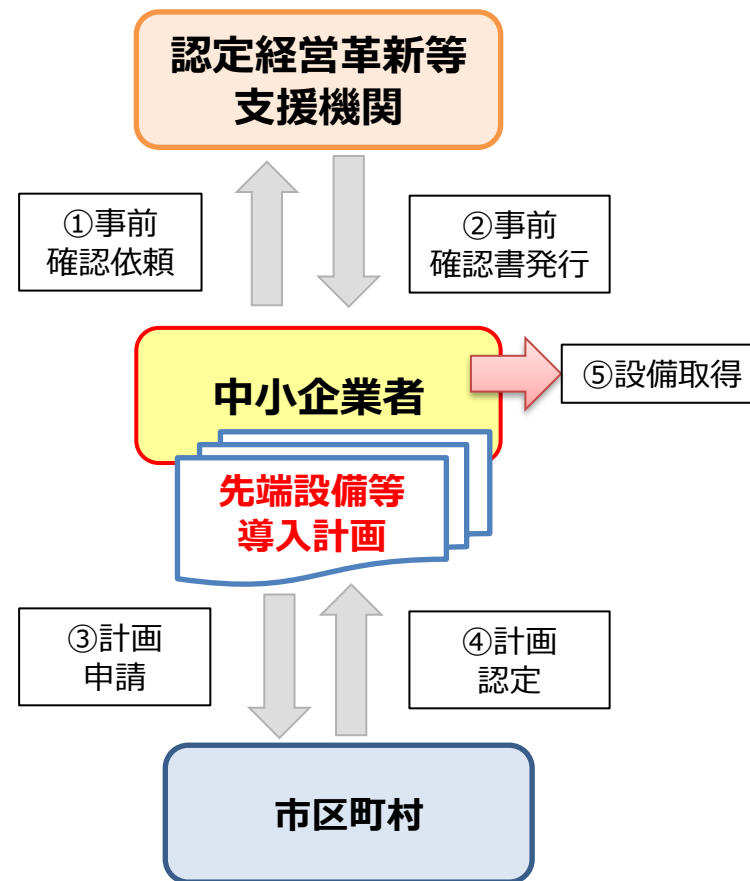 認定経営革新等
支援機関
①事前
確認依頼
②事前
確認書発行
中小企業者
⑤設備取得
先端設備等
導入計画
③計画
申請
④計画
認定
市区町村